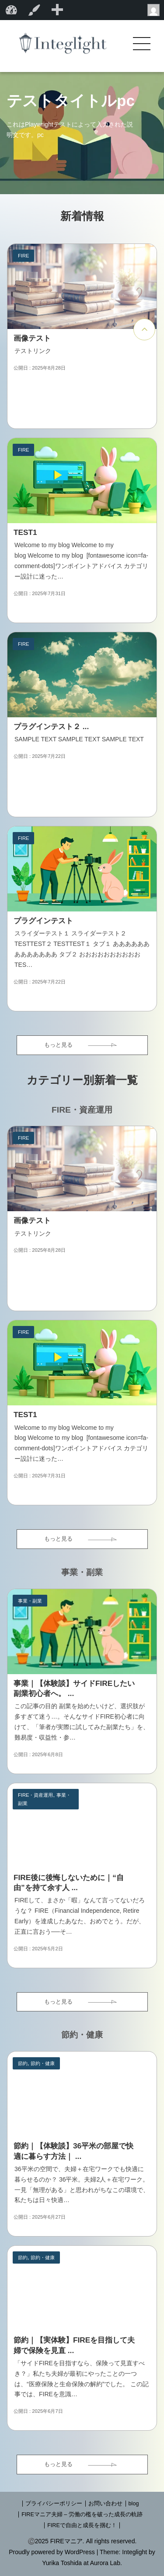 Integlight
テストタイトルpc
これはPlaywrightテストによって入力された説
明文です。pc
新着情報
FIRE
画像テスト
テストリンク
公開日 : 2025年8月28日
FIRE
TEST1
Welcome to my blog Welcome to my
blog Welcome to my blog [fontawesome icon=fa-
comment-dots]ワンポイントアドバイス カテゴリ
ー設計に迷った…
公開日 : 2025年7月31日
FIRE
プラグインテスト２ ...
SAMPLE TEXT SAMPLE TEXT SAMPLE TEXT
公開日 : 2025年7月22日
FIRE
プラグインテスト
スライダーテスト１ スライダーテスト２
TESTTEST２ TESTTEST１ タブ１ ああああああ
ああああああああ タブ２ おおおおおおおおおお
TES…
公開日 : 2025年7月22日
もっと見る
カテゴリー別新着一覧
FIRE・資産運用
FIRE
画像テスト
テストリンク
公開日 : 2025年8月28日
FIRE
TEST1
Welcome to my blog Welcome to my
blog Welcome to my blog [fontawesome icon=fa-
comment-dots]ワンポイントアドバイス カテゴリ
ー設計に迷った…
公開日 : 2025年7月31日
もっと見る
事業・副業
事業・副業
事業｜【体験談】サイドFIREしたい
副業初心者へ。 ...
この記事の目的 副業を始めたいけど、選択肢が
多すぎて迷う…。そんなサイドFIRE初心者に向
けて、「筆者が実際に試してみた副業たち」を、
難易度・収益性・参…
公開日 : 2025年6月8日
FIRE・資産運用, 事業・
副業
FIRE後に後悔しないために｜“自
由”を持て余す人 ...
FIREして、まさか「暇」なんて言ってないだろ
うな？ FIRE（Financial Independence, Retire
Early）を達成したあなた、おめでとう。だが、
正直に言おう──そ…
公開日 : 2025年5月2日
もっと見る
節約・健康
節約, 節約・健康
節約｜【体験談】36平米の部屋で快
適に暮らす方法｜ ...
36平米の空間で、夫婦＋在宅ワークでも快適に
暮らせるのか？ 36平米、夫婦2人＋在宅ワーク。
一見「無理がある」と思われがちなこの環境で、
私たちは日々快適…
公開日 : 2025年6月27日
節約, 節約・健康
節約｜【実体験】FIREを目指して夫
婦で保険を見直 ...
「サイドFIREを目指すなら、保険って見直すべ
き？」私たち夫婦が最初にやったことの一つ
は、“医療保険と生命保険の解約”でした。 この記
事では、FIREを意識…
公開日 : 2025年6月7日
もっと見る
| プライバシーポリシー | お問い合わせ | blog
| FIREマニア夫婦 – 労働の檻を破った成長の軌跡
| FIREで自由と成長を掴む！ |
Ⓒ2025 FIREマニア. All rights reserved.
Proudly powered by WordPress | Theme: Integlight by
Yurika Toshida at Aurora Lab.